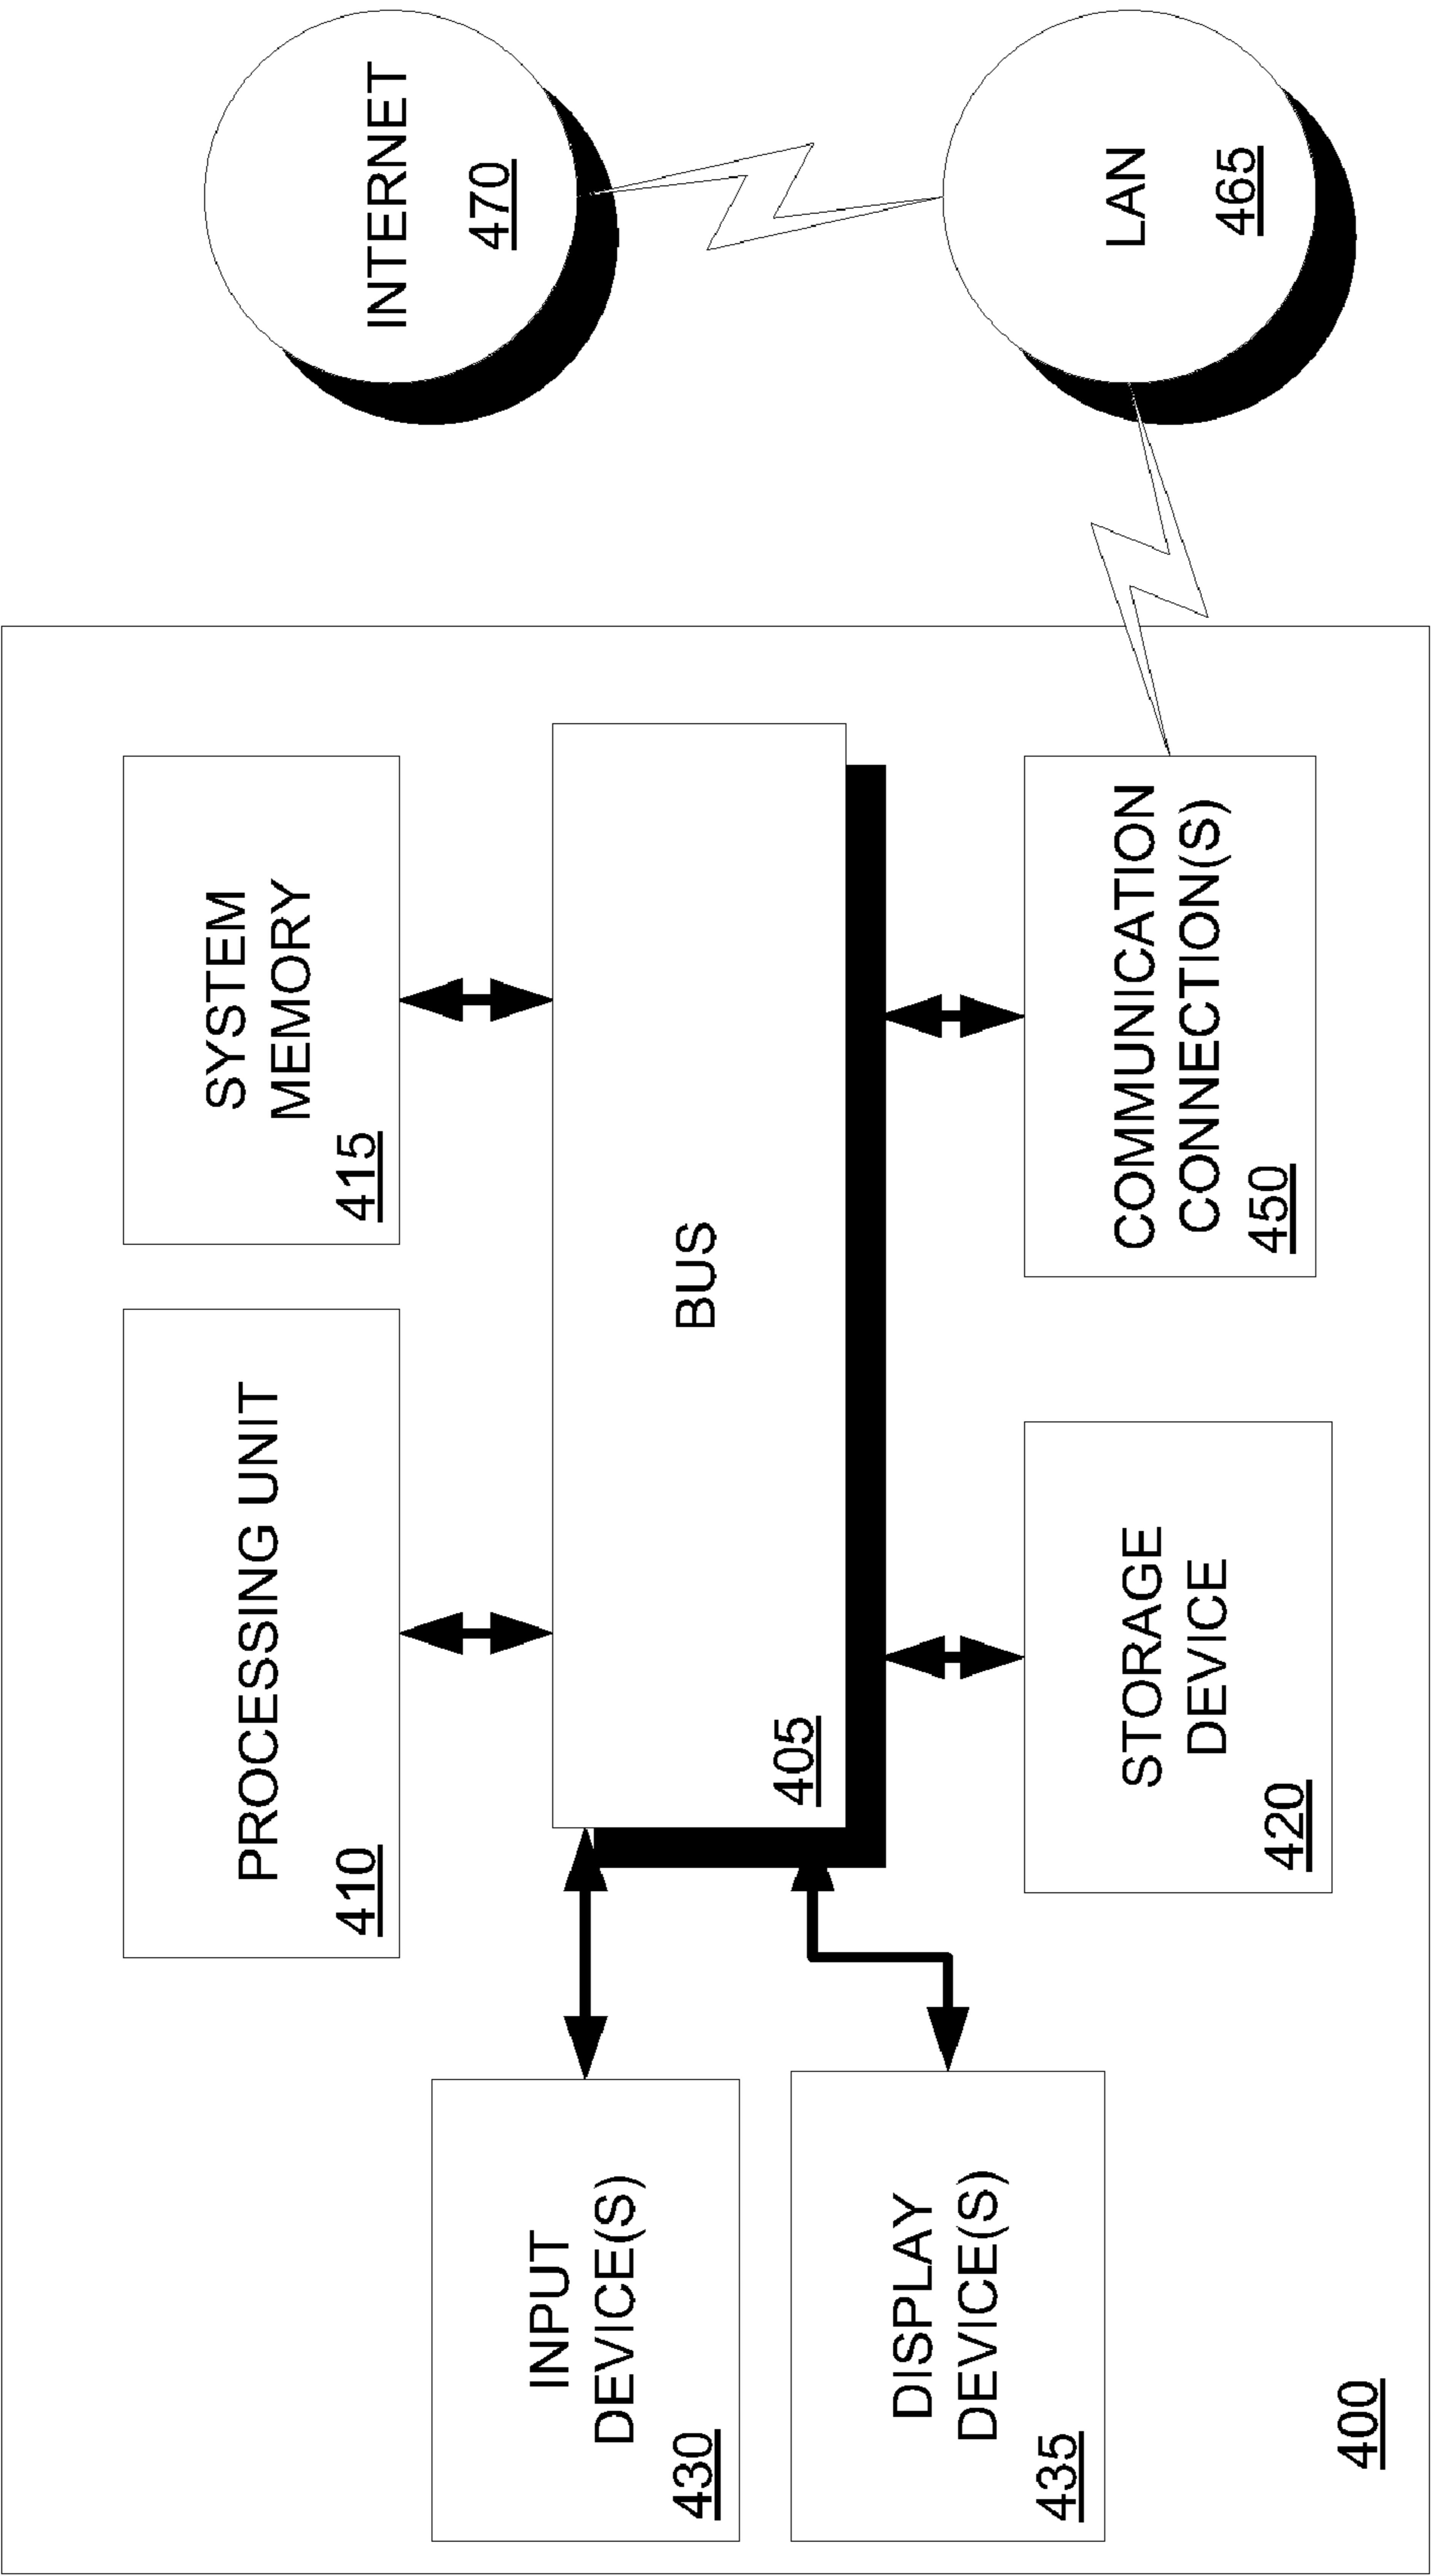 PROCESSING UNIT
410
SYSTEM
MEMORY
415
INTERNET
470
INPUT
DEVICE(S)
430
BUS
405
DISPLAY
DEVICE(S)
435
STORAGE
DEVICE
420
COMMUNICATION
CONNECTION(S)
450
LAN
465
400